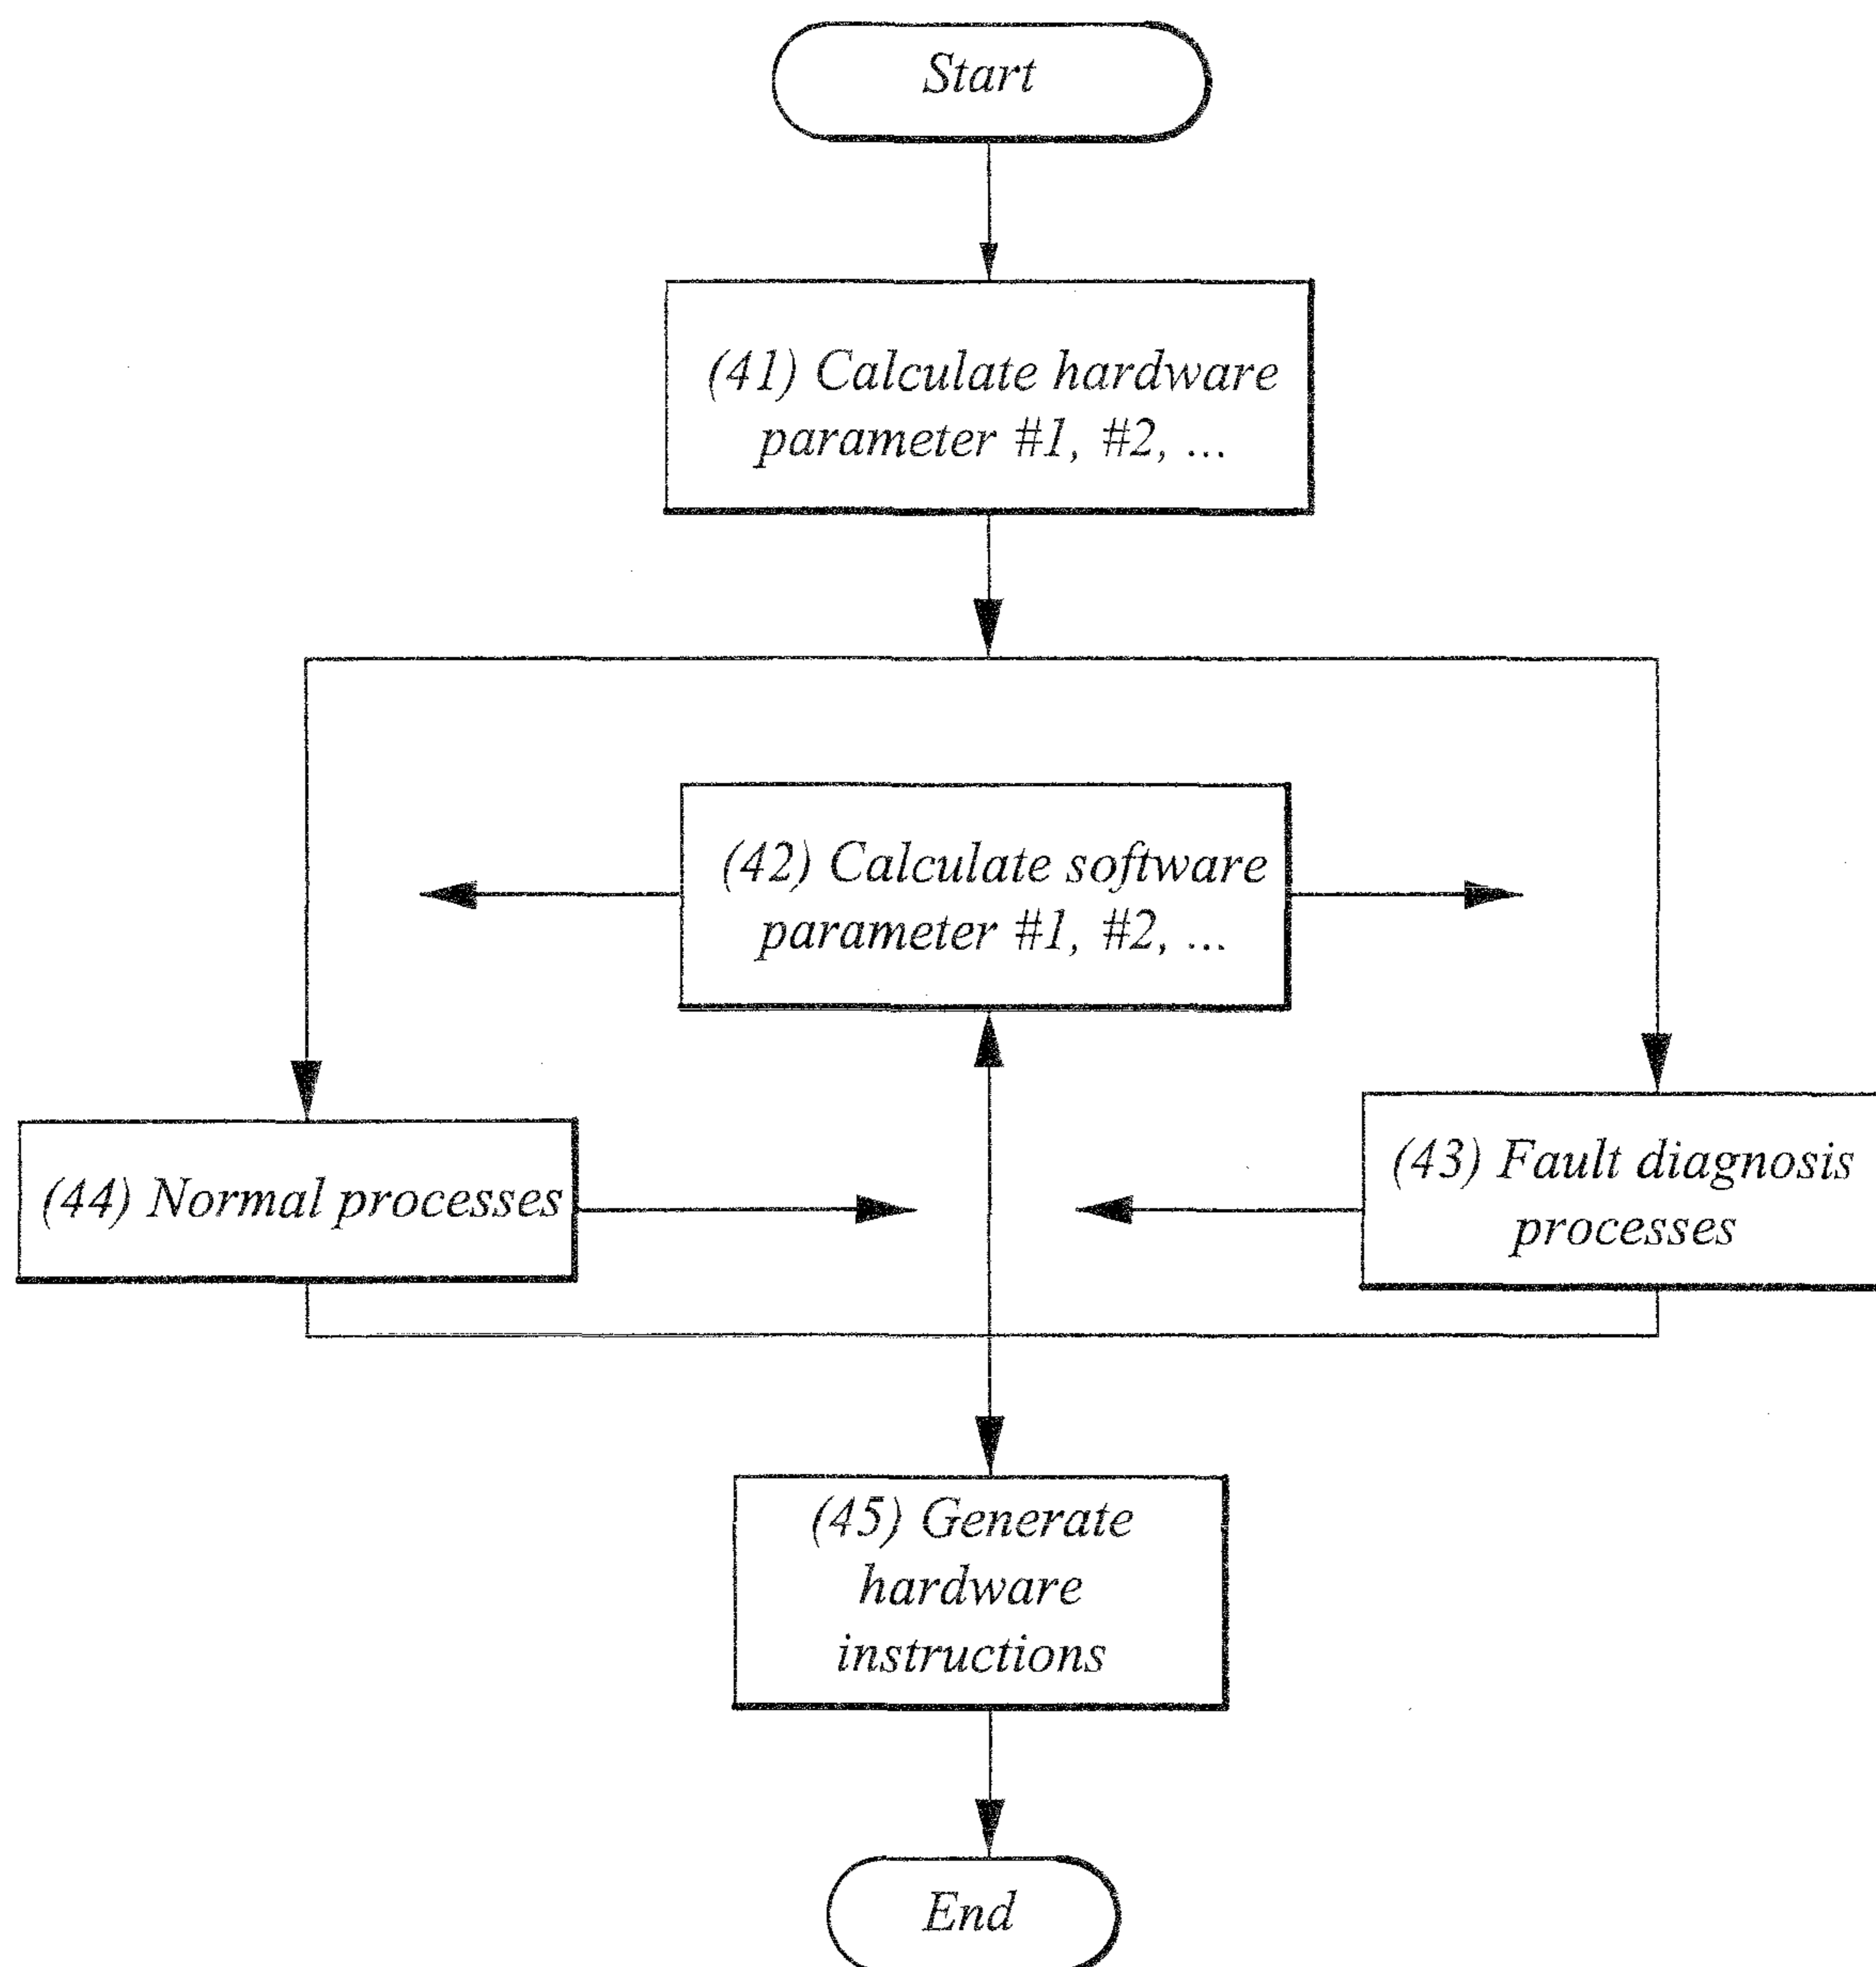 Start
(41) Calculate hardware
parameter #1, #2, ...
(42) Calculate software
parameter #1, #2, ...
(44) Normal processes
(43) Fault diagnosis
processes
(45) Generate
hardware
instructions
End